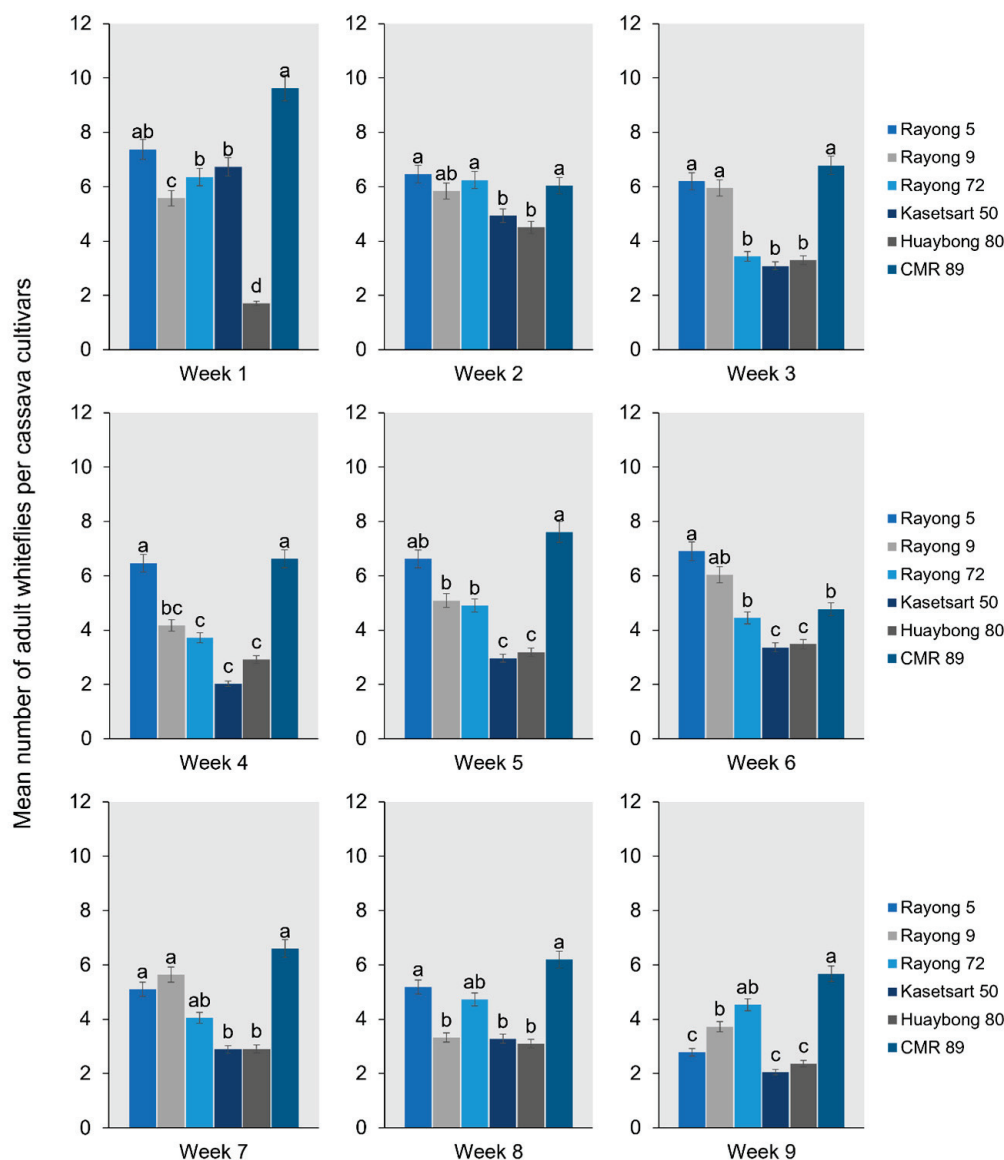 Mean number of adult whiteflies per cassava cultivars
12
10
8
6
4
2
0
ab
c
b
b
d
a
Week 1
12
10
8
6
4
2
0
a
ab
a
b
b
a
Week 2
12
10
8
6
4
2
0
a
a
b
b
b
a
Week 3
Rayong 5
Rayong 9
Rayong 72
Kasetsart 50
Huaybong 80
CMR 89
12
10
8
6
4
2
0
a
bc
c
c
c
a
Week 4
12
10
8
6
4
2
0
ab
b
b
c
c
a
Week 5
12
10
8
6
4
2
0
a
ab
b
c
c
b
Week 6
Rayong 5
Rayong 9
Rayong 72
Kasetsart 50
Huaybong 80
CMR 89
12
10
8
6
4
2
0
a
a
ab
b
b
a
Week 7
12
10
8
6
4
2
0
a
b
ab
b
b
a
Week 8
12
10
8
6
4
2
0
c
b
ab
c
c
a
Week 9
Rayong 5
Rayong 9
Rayong 72
Kasetsart 50
Huaybong 80
CMR 89